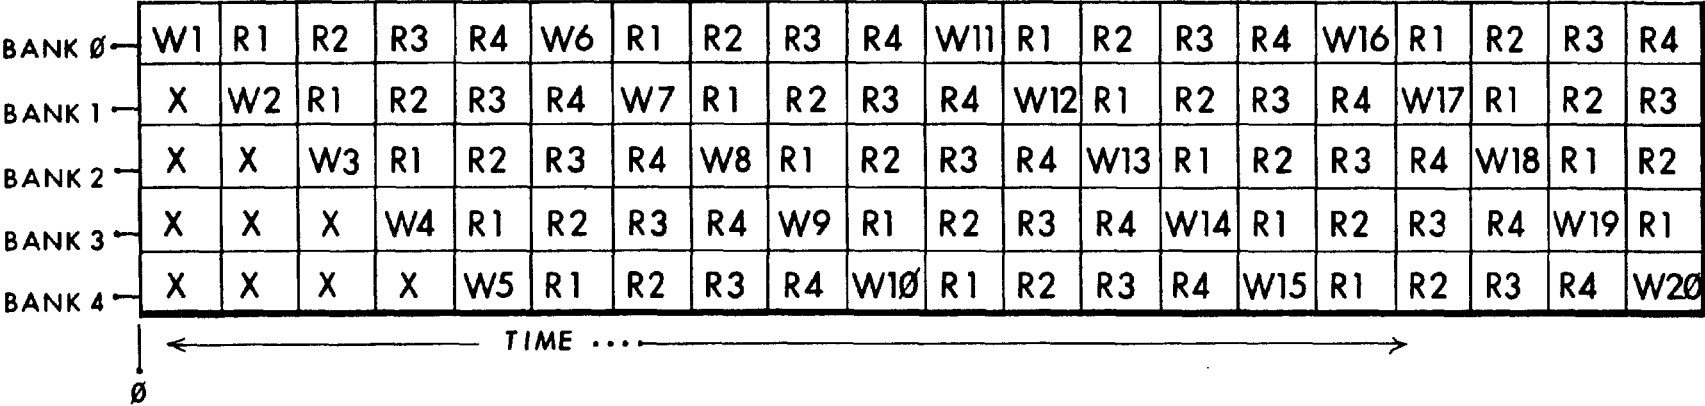 BANK Ø W1 R1 R2 R3 R4 W6 R1 R2 R3 R4 W11 R1 R2 R3 R4 W16 R1 R2 R3 R4
BANK 1 X W2 R1 R2 R3 R4 W7 R1 R2 R3 R4 W12 R1 R2 R3 R4 W17 R1 R2 R3
BANK 2 X X W3 R1 R2 R3 R4 W8 R1 R2 R3 R4 W13 R1 R2 R3 R4 W18 R1 R2
BANK 3 X X X W4 R1 R2 R3 R4 W9 R1 R2 R3 R4 W14 R1 R2 R3 R4 W19 R1
BANK 4 X X X X W5 R1 R2 R3 R4 W1Ø R1 R2 R3 R4 W15 R1 R2 R3 R4 W2Ø
TIME ....
Ø